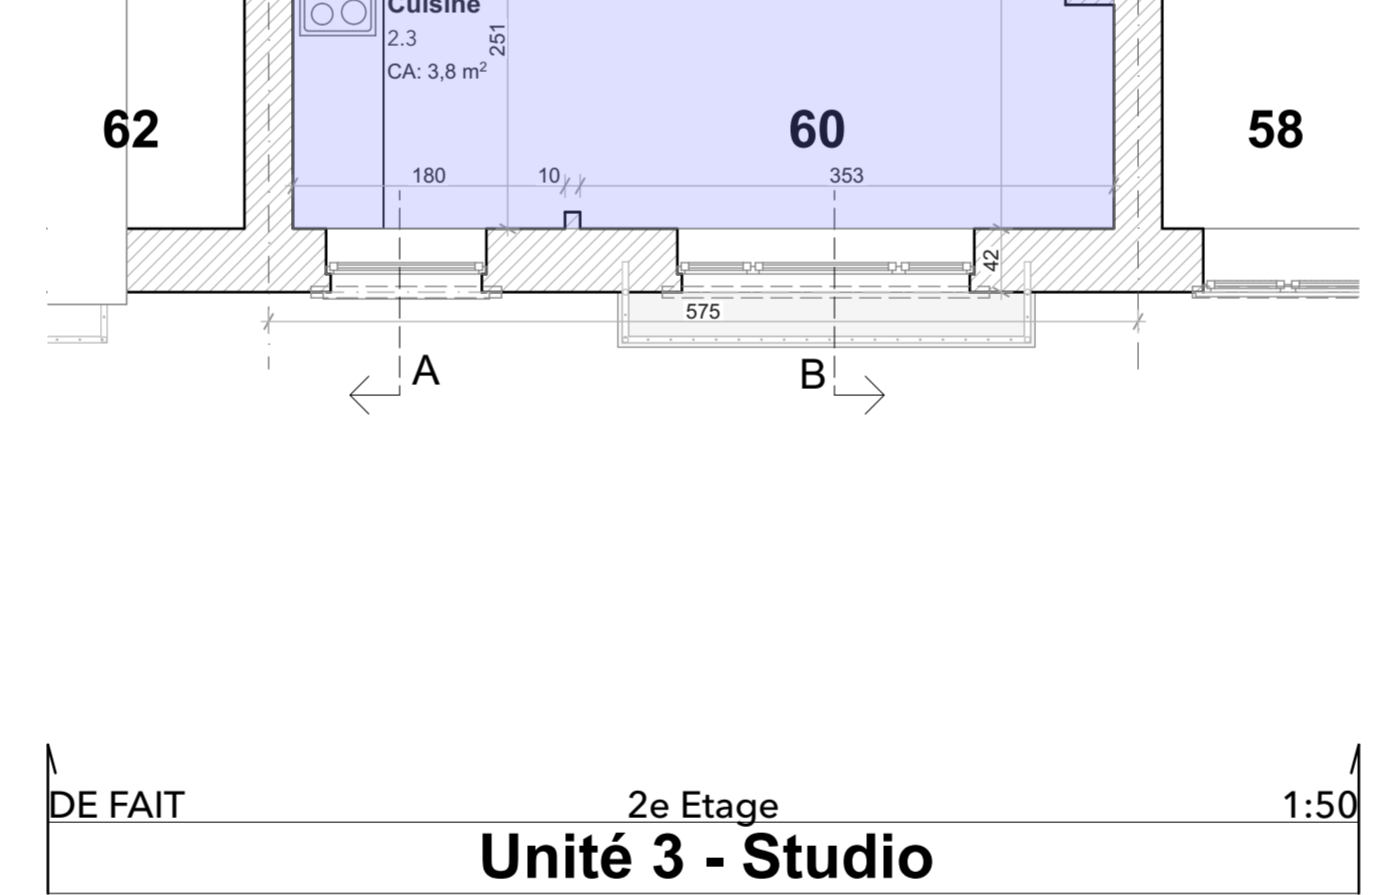 Cuisine
2.3
CA: 3,8 m²
251
62
60
58
180
10
353
42
575
A
B
DE FAIT
2e Etage
1:50
Unité 3 - Studio